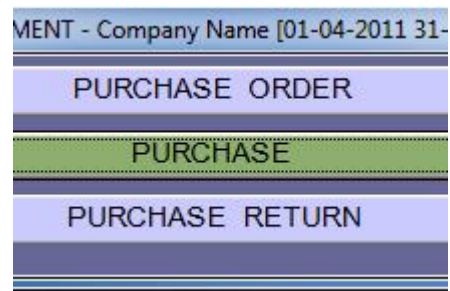 MENT - Company Name [01-04-2011 31-
PURCHASE ORDER
PURCHASE
PURCHASE RETURN